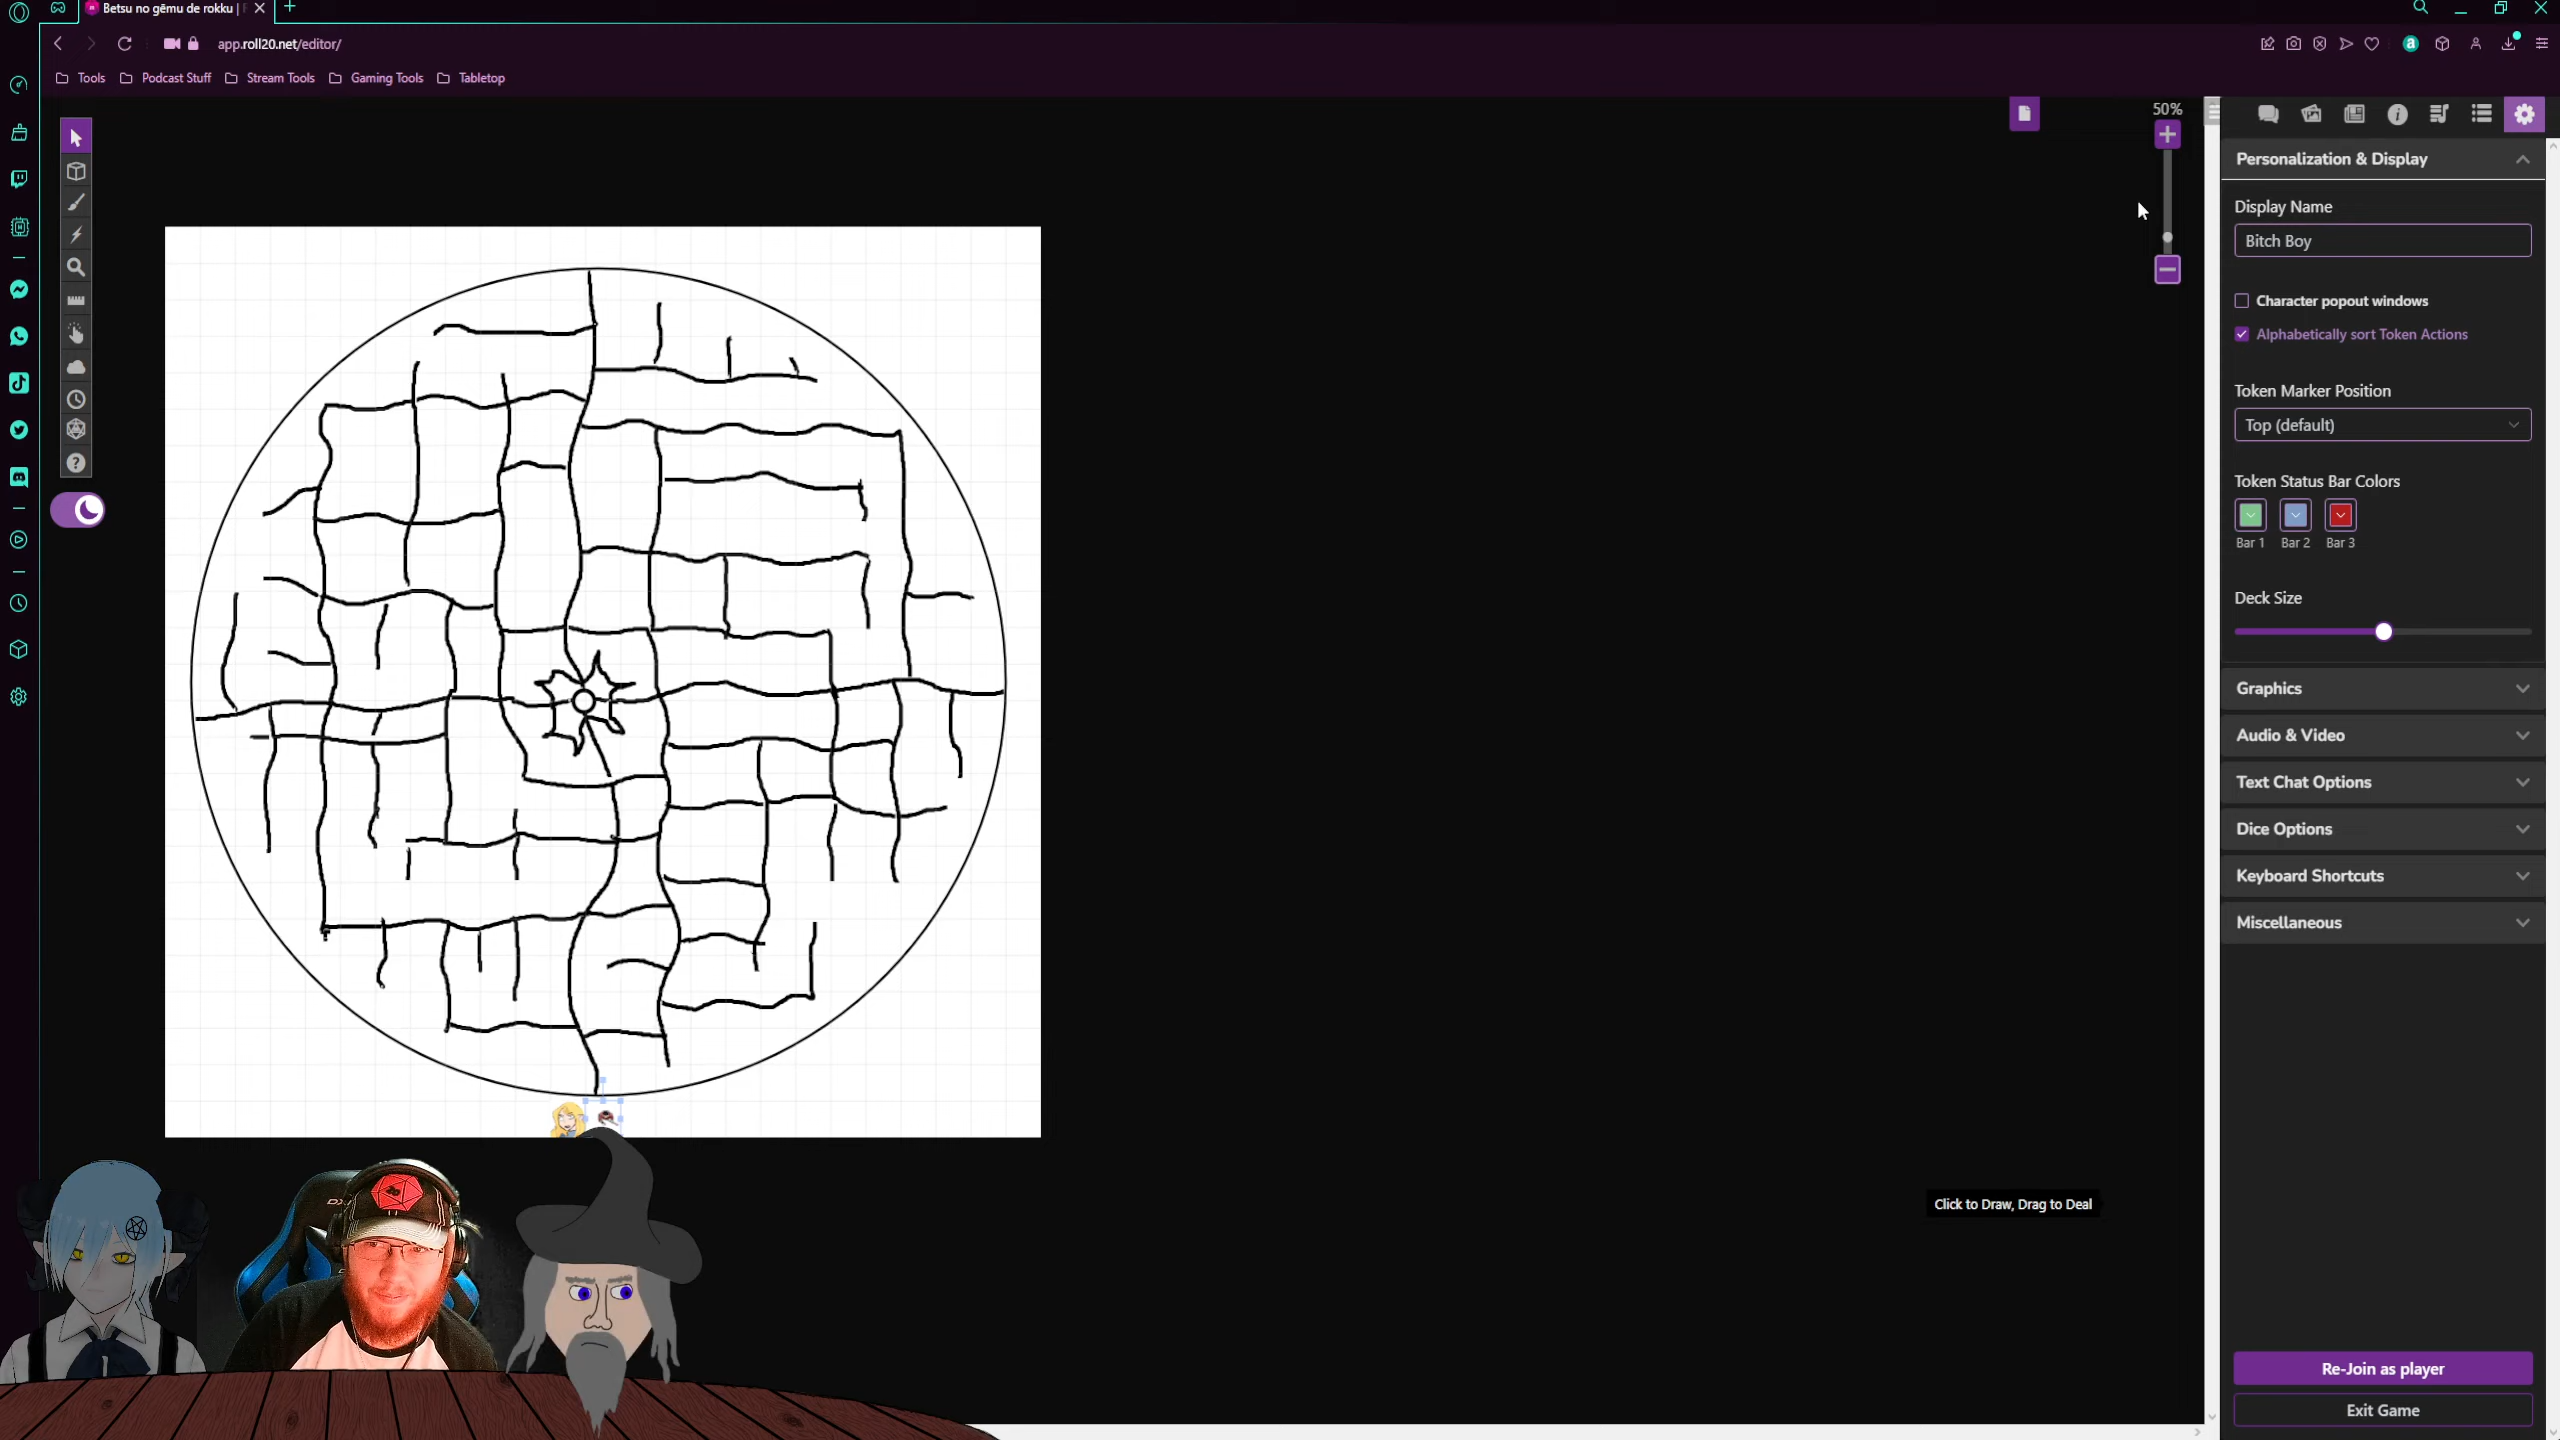 Betsu no gēmu de rokku |
app.roll20.net/editor/
Tools
Podcast Stuff
Stream Tools
Gaming Tools
Tabletop
50%
Personalization & Display
Display Name
Bitch Boy
Character popout windows
Alphabetically sort Token Actions
Token Marker Position
Top (default)
Token Status Bar Colors
Bar 1
Bar 2
Bar 3
Deck Size
Graphics
Audio & Video
Text Chat Options
Dice Options
Keyboard Shortcuts
Miscellaneous
Click to Draw, Drag to Deal
Re-Join as player
Exit Game